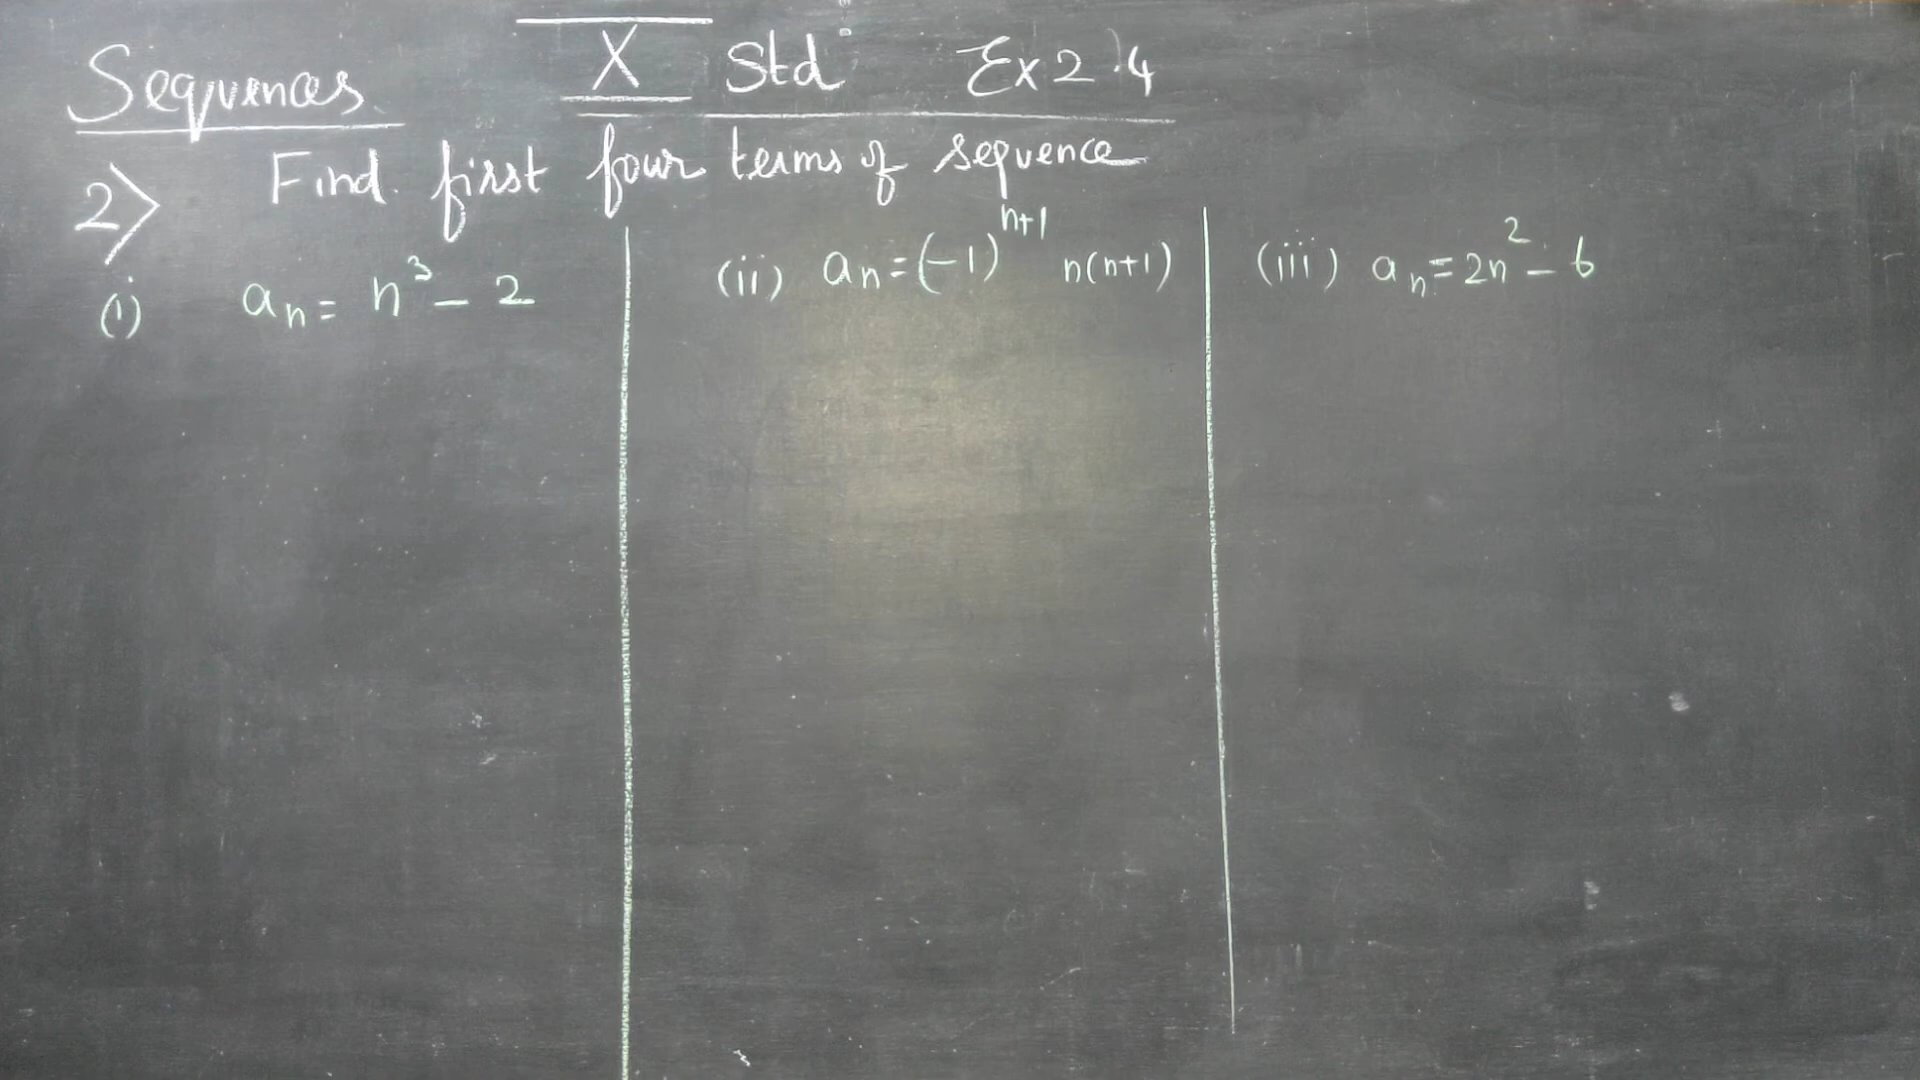 Sequences X Std Ex 2.4
2> Find first four terms of sequence
(i) aₙ = n³ - 2
(ii) aₙ = (-1)ⁿ⁺¹ n(n+1)
(iii) aₙ = 2n² - 6